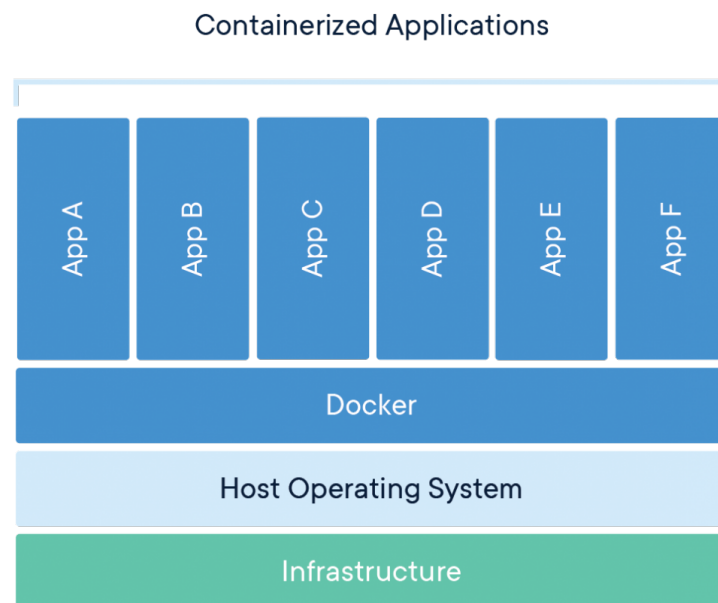 Containerized Applications
App A
App B
App C
App D
App E
App F
Docker
Host Operating System
Infrastructure